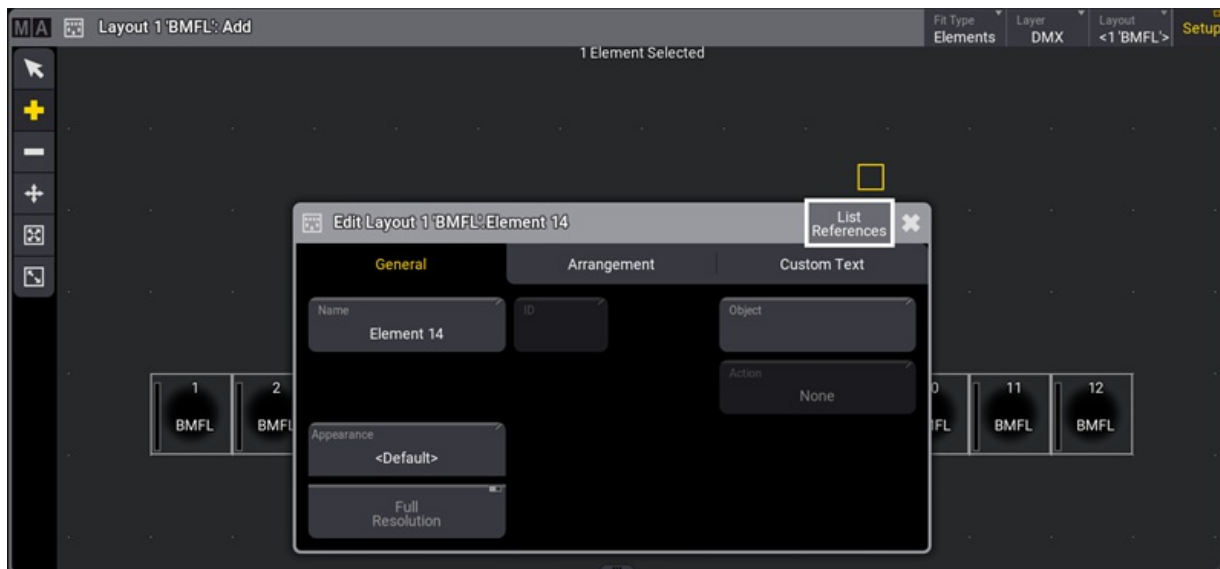 MA Layout 1 'BMFL': Add
Fit Type
Elements
Layer
DMX
Layout
<1 'BMFL'>
Setup
1 Element Selected
Edit Layout 1 'BMFL': Element 14
List
References
General
Arrangement
Custom Text
Name
Element 14
ID
Object
Action
None
Appearance
<Default>
Full
Resolution
1
BMFL
2
BMFL
11
BMFL
12
BMFL